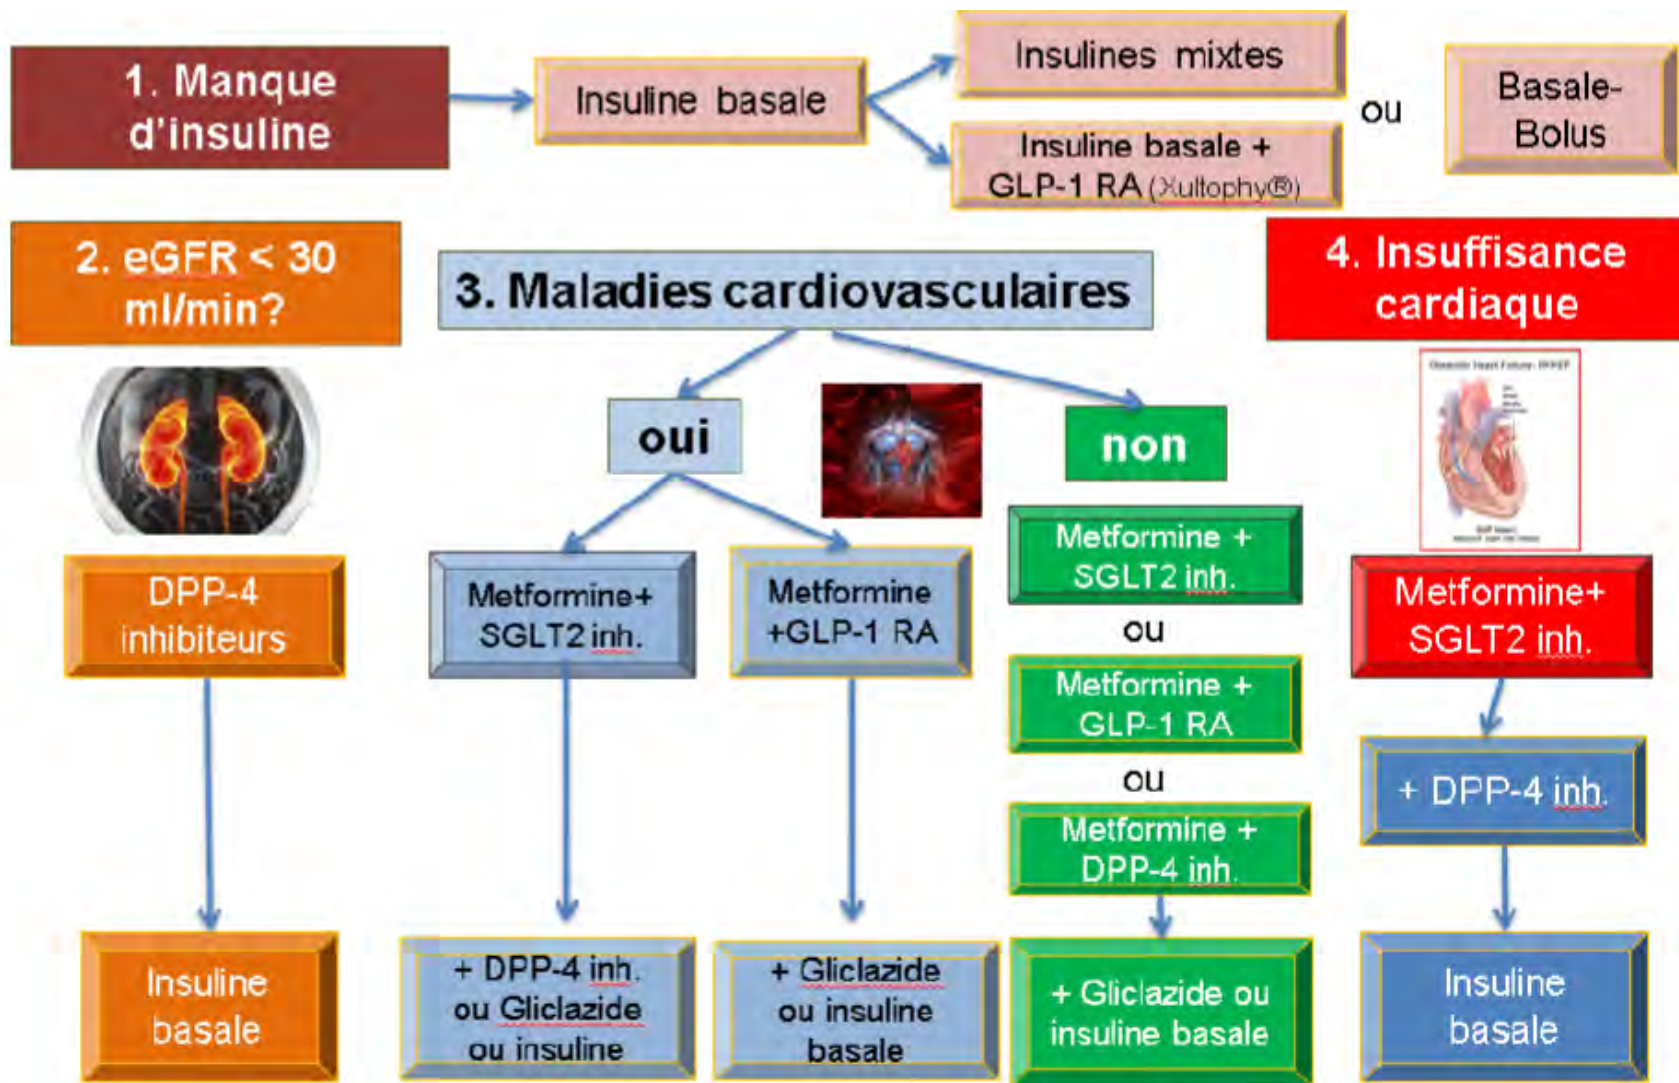 1. Manque
d'insuline
Insuline basale
Insulines mixtes
Insuline basale +
GLP-1 RA (Xultophy®)
ou
Basale-
Bolus
2. eGFR < 30
ml/min?
3. Maladies cardiovasculaires
4. Insuffisance
cardiaque
oui
non
DPP-4
inhibiteurs
Insuline
basale
Metformine+
SGLT2 inh.
+ DPP-4 inh.
ou Gliclazide
ou insuline
Metformine
+GLP-1 RA
+ Gliclazide
ou insuline
basale
Metformine +
SGLT2 inh.
ou
Metformine +
GLP-1 RA
ou
Metformine +
DPP-4 inh.
+ Gliclazide ou
insuline basale
Metformine+
SGLT2 inh.
+ DPP-4 inh.
Insuline
basale